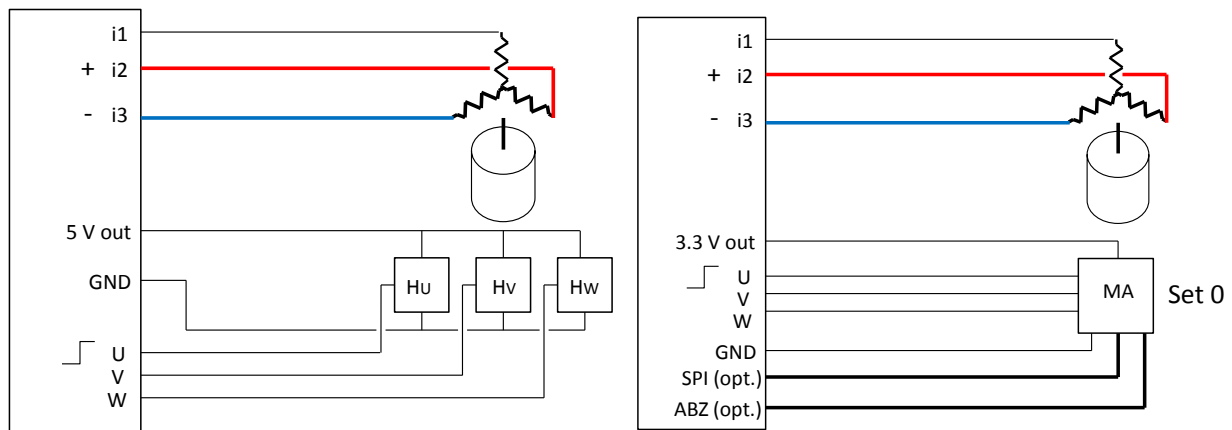 i1
+ i2
- i3
5 V out
GND
HU
HV
HW
U
V
W
i1
+ i2
- i3
3.3 V out
U
V
W
MA
Set 0
GND
SPI (opt.)
ABZ (opt.)